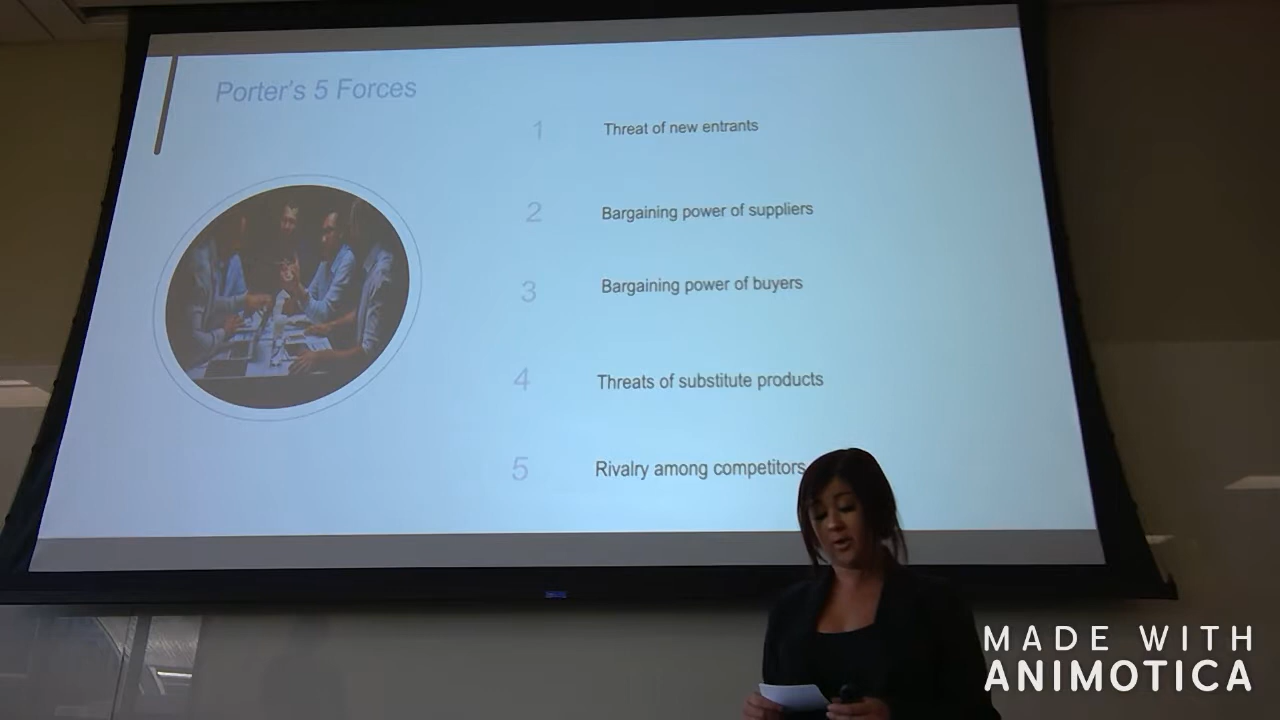 Porter's 5 Forces
1 Threat of new entrants
2 Bargaining power of suppliers
3 Bargaining power of buyers
4 Threats of substitute products
5 Rivalry among competitors
MADE WITH
ANIMOTICA